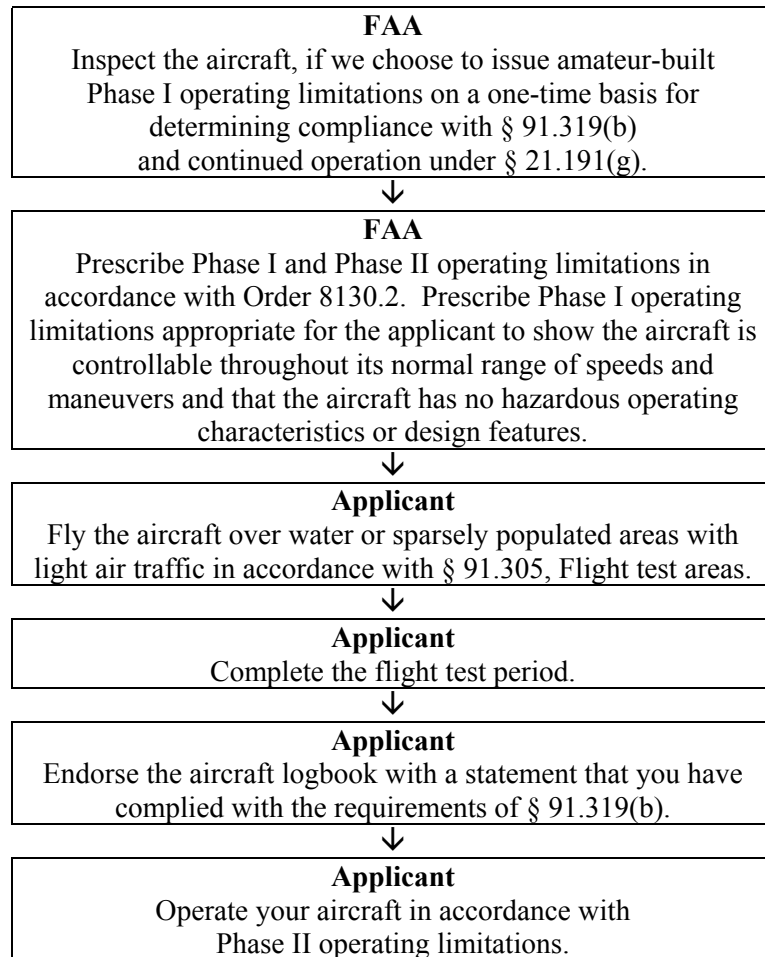 FAA
Inspect the aircraft, if we choose to issue amateur-built
Phase I operating limitations on a one-time basis for
determining compliance with § 91.319(b)
and continued operation under § 21.191(g).
↓
FAA
Prescribe Phase I and Phase II operating limitations in
accordance with Order 8130.2.  Prescribe Phase I operating
limitations appropriate for the applicant to show the aircraft is
controllable throughout its normal range of speeds and
maneuvers and that the aircraft has no hazardous operating
characteristics or design features.
↓
Applicant
Fly the aircraft over water or sparsely populated areas with
light air traffic in accordance with § 91.305, Flight test areas.
↓
Applicant
Complete the flight test period.
↓
Applicant
Endorse the aircraft logbook with a statement that you have
complied with the requirements of § 91.319(b).
↓
Applicant
Operate your aircraft in accordance with
Phase II operating limitations.